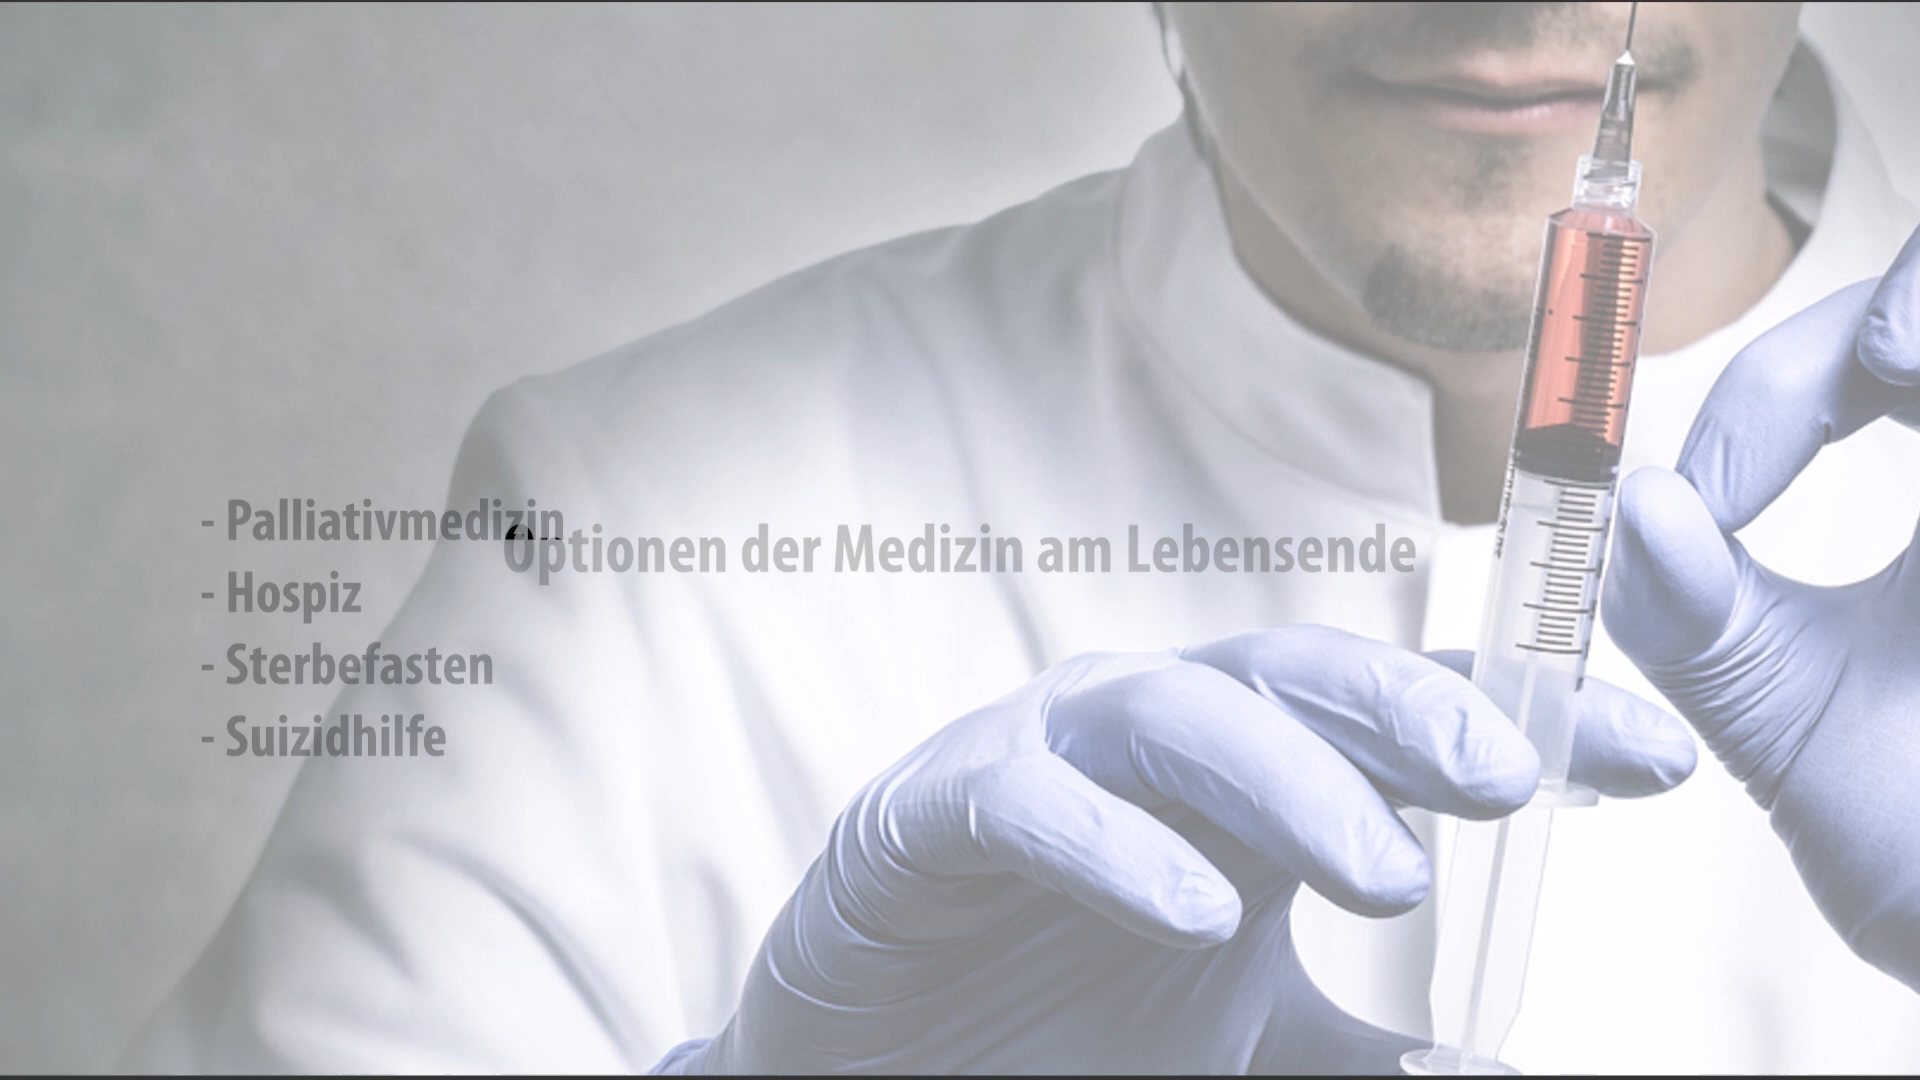 Optionen der Medizin am Lebensende
- Palliativmedizin
- Hospiz
- Sterbefasten
- Suizidhilfe